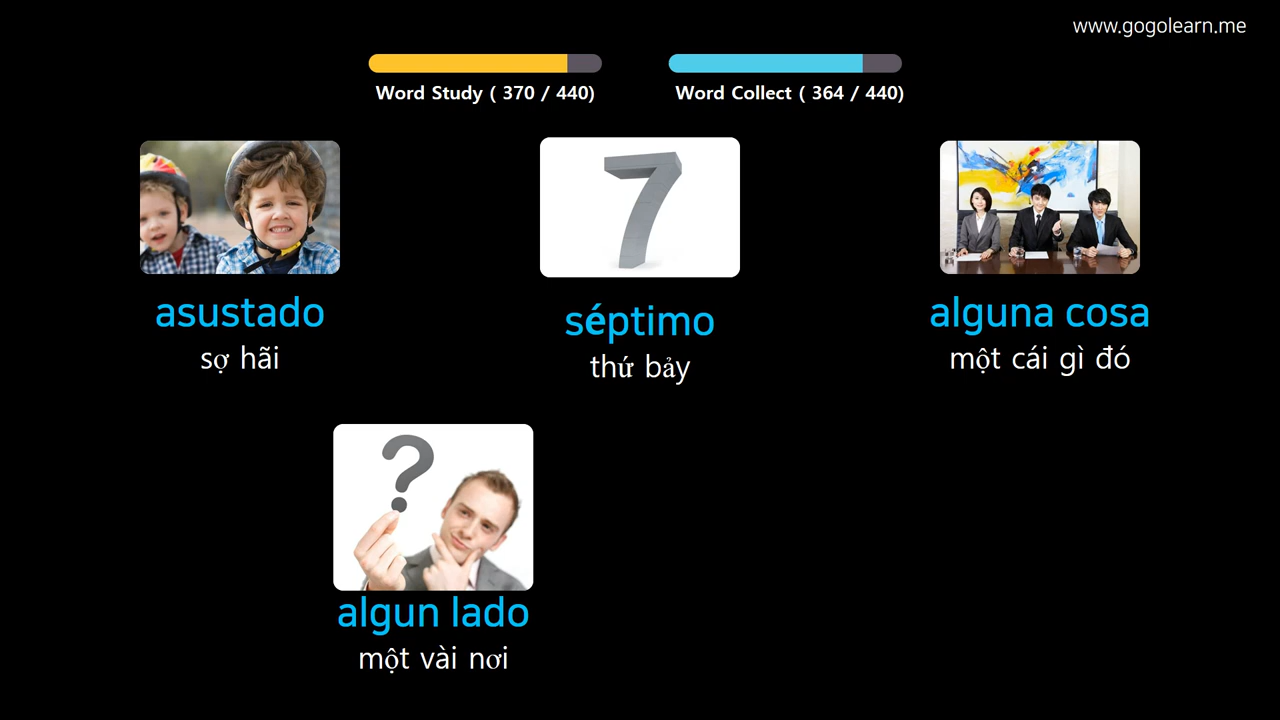 www.gogolearn.me
Word Study ( 370 / 440)
Word Collect ( 364 / 440)
7
asustado
sợ hãi
séptimo
thứ bảy
alguna cosa
một cái gì đó
?
algun lado
một vài nơi